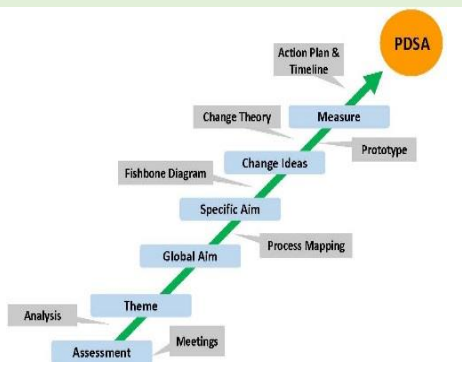 PDSA
Action Plan &
Timeline
Change Theory
Measure
Prototype
Change Ideas
Fishbone Diagram
Specific Aim
Process Mapping
Global Aim
Theme
Analysis
Meetings
Assessment